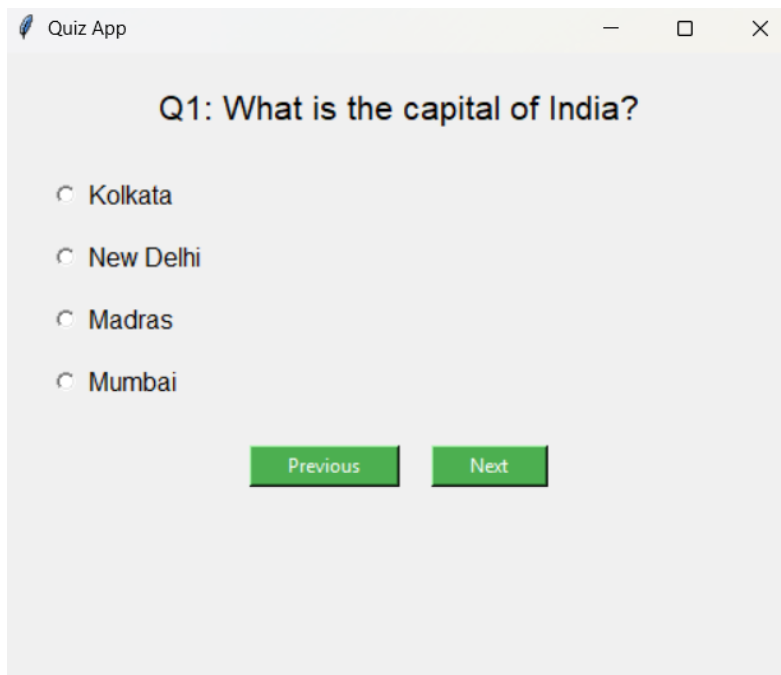 Quiz App
Q1: What is the capital of India?
Kolkata
New Delhi
Madras
Mumbai
Previous Next